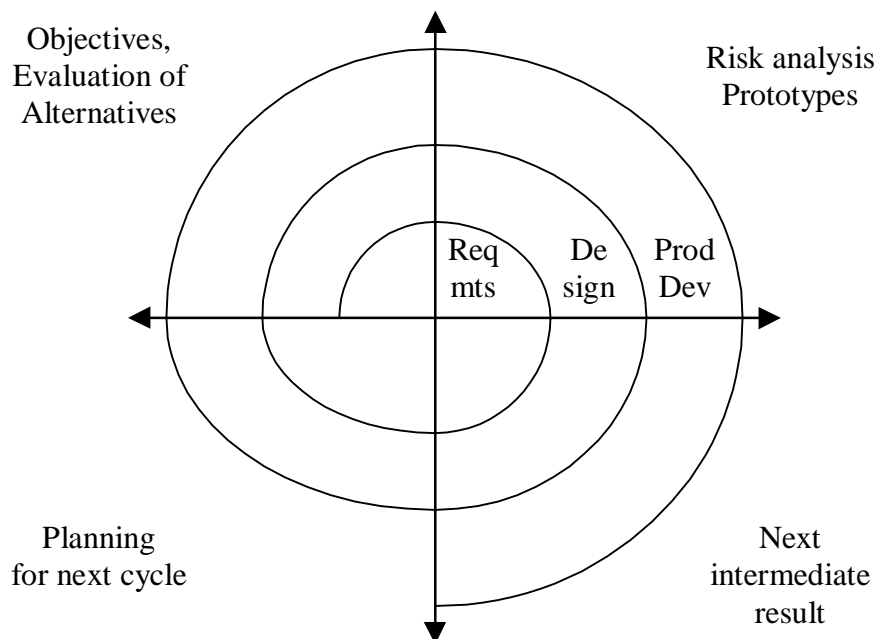 Objectives,
Evaluation of
Alternatives
Risk analysis
Prototypes
Req
mts
De
sign
Prod
Dev
Planning
for next cycle
Next
intermediate
result